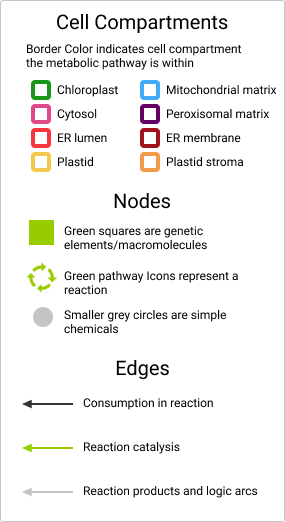 Cell Compartments
Border Color indicates cell compartment
the metabolic pathway is within
Chloroplast
Mitochondrial matrix
Cytosol
Peroxisomal matrix
ER lumen
ER membrane
Plastid
Plastid stroma
Nodes
Green squares are genetic
elements/macromolecules
Green pathway Icons represent a
reaction
Smaller grey circles are simple
chemicals
Edges
Consumption in reaction
Reaction catalysis
Reaction products and logic arcs